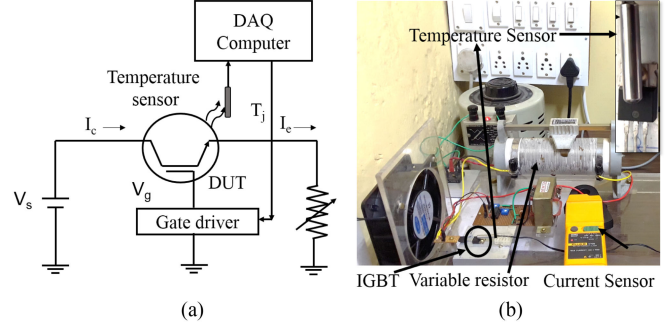 DAQ
Computer
Temperature
sensor
T_j
I_c
I_e
DUT
V_s
V_g
Gate driver
(a)
Temperature Sensor
IGBT
Variable resistor
Current Sensor
(b)